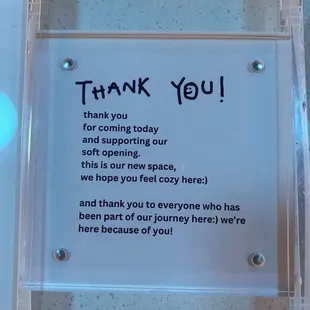 THANK YOU!
thank you
for coming today
and supporting our
soft opening.
this is our new space,
we hope you feel cozy here:)
and thank you to everyone who has
been part of our journey here:) we're
here because of you!